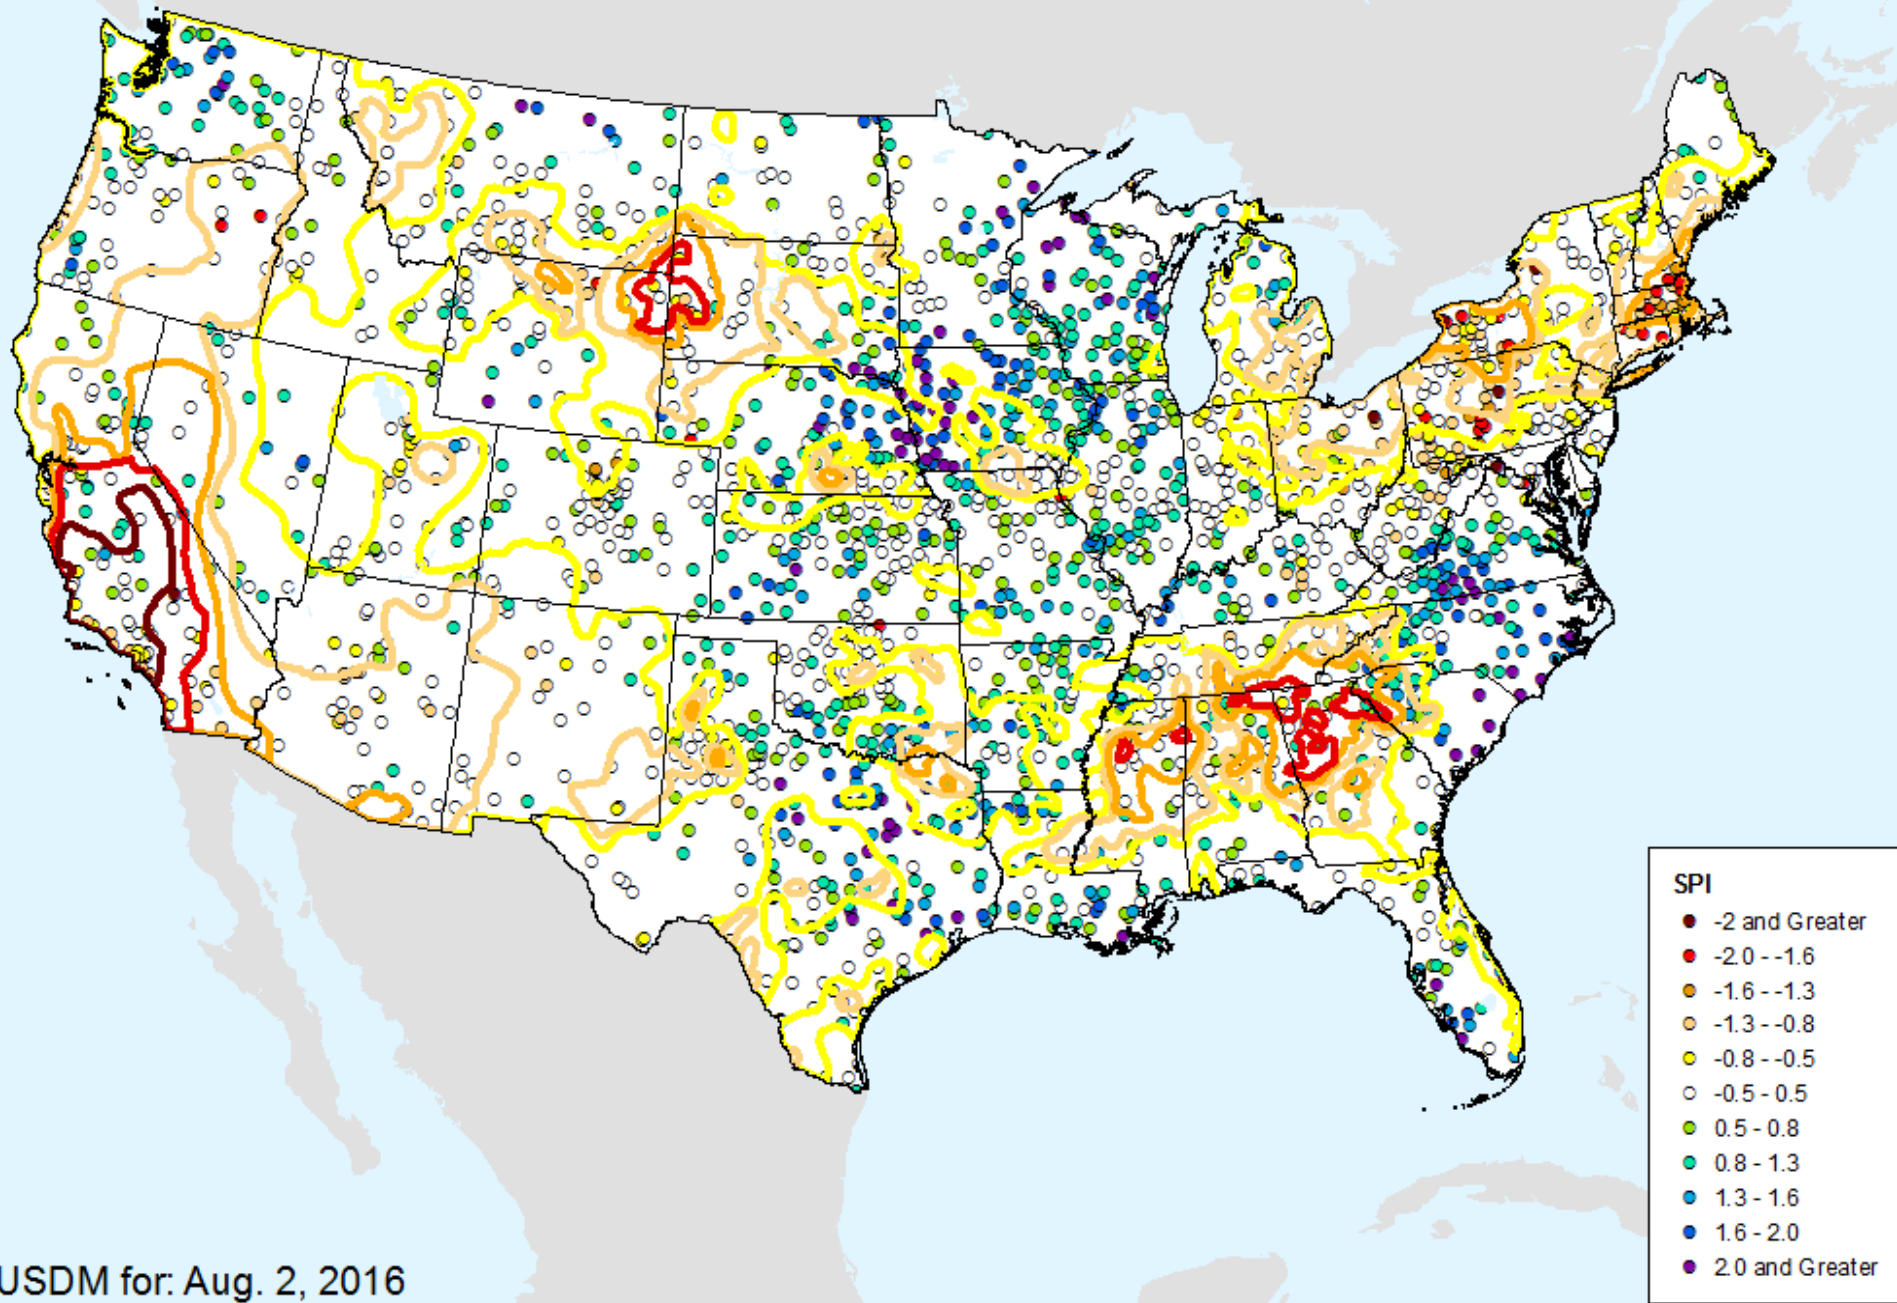 SPI
-2 and Greater
-2.0 - -1.6
-1.6 - -1.3
-1.3 - -0.8
-0.8 - -0.5
-0.5 - 0.5
0.5 - 0.8
0.8 - 1.3
1.3 - 1.6
1.6 - 2.0
2.0 and Greater
USDM for: Aug. 2, 2016